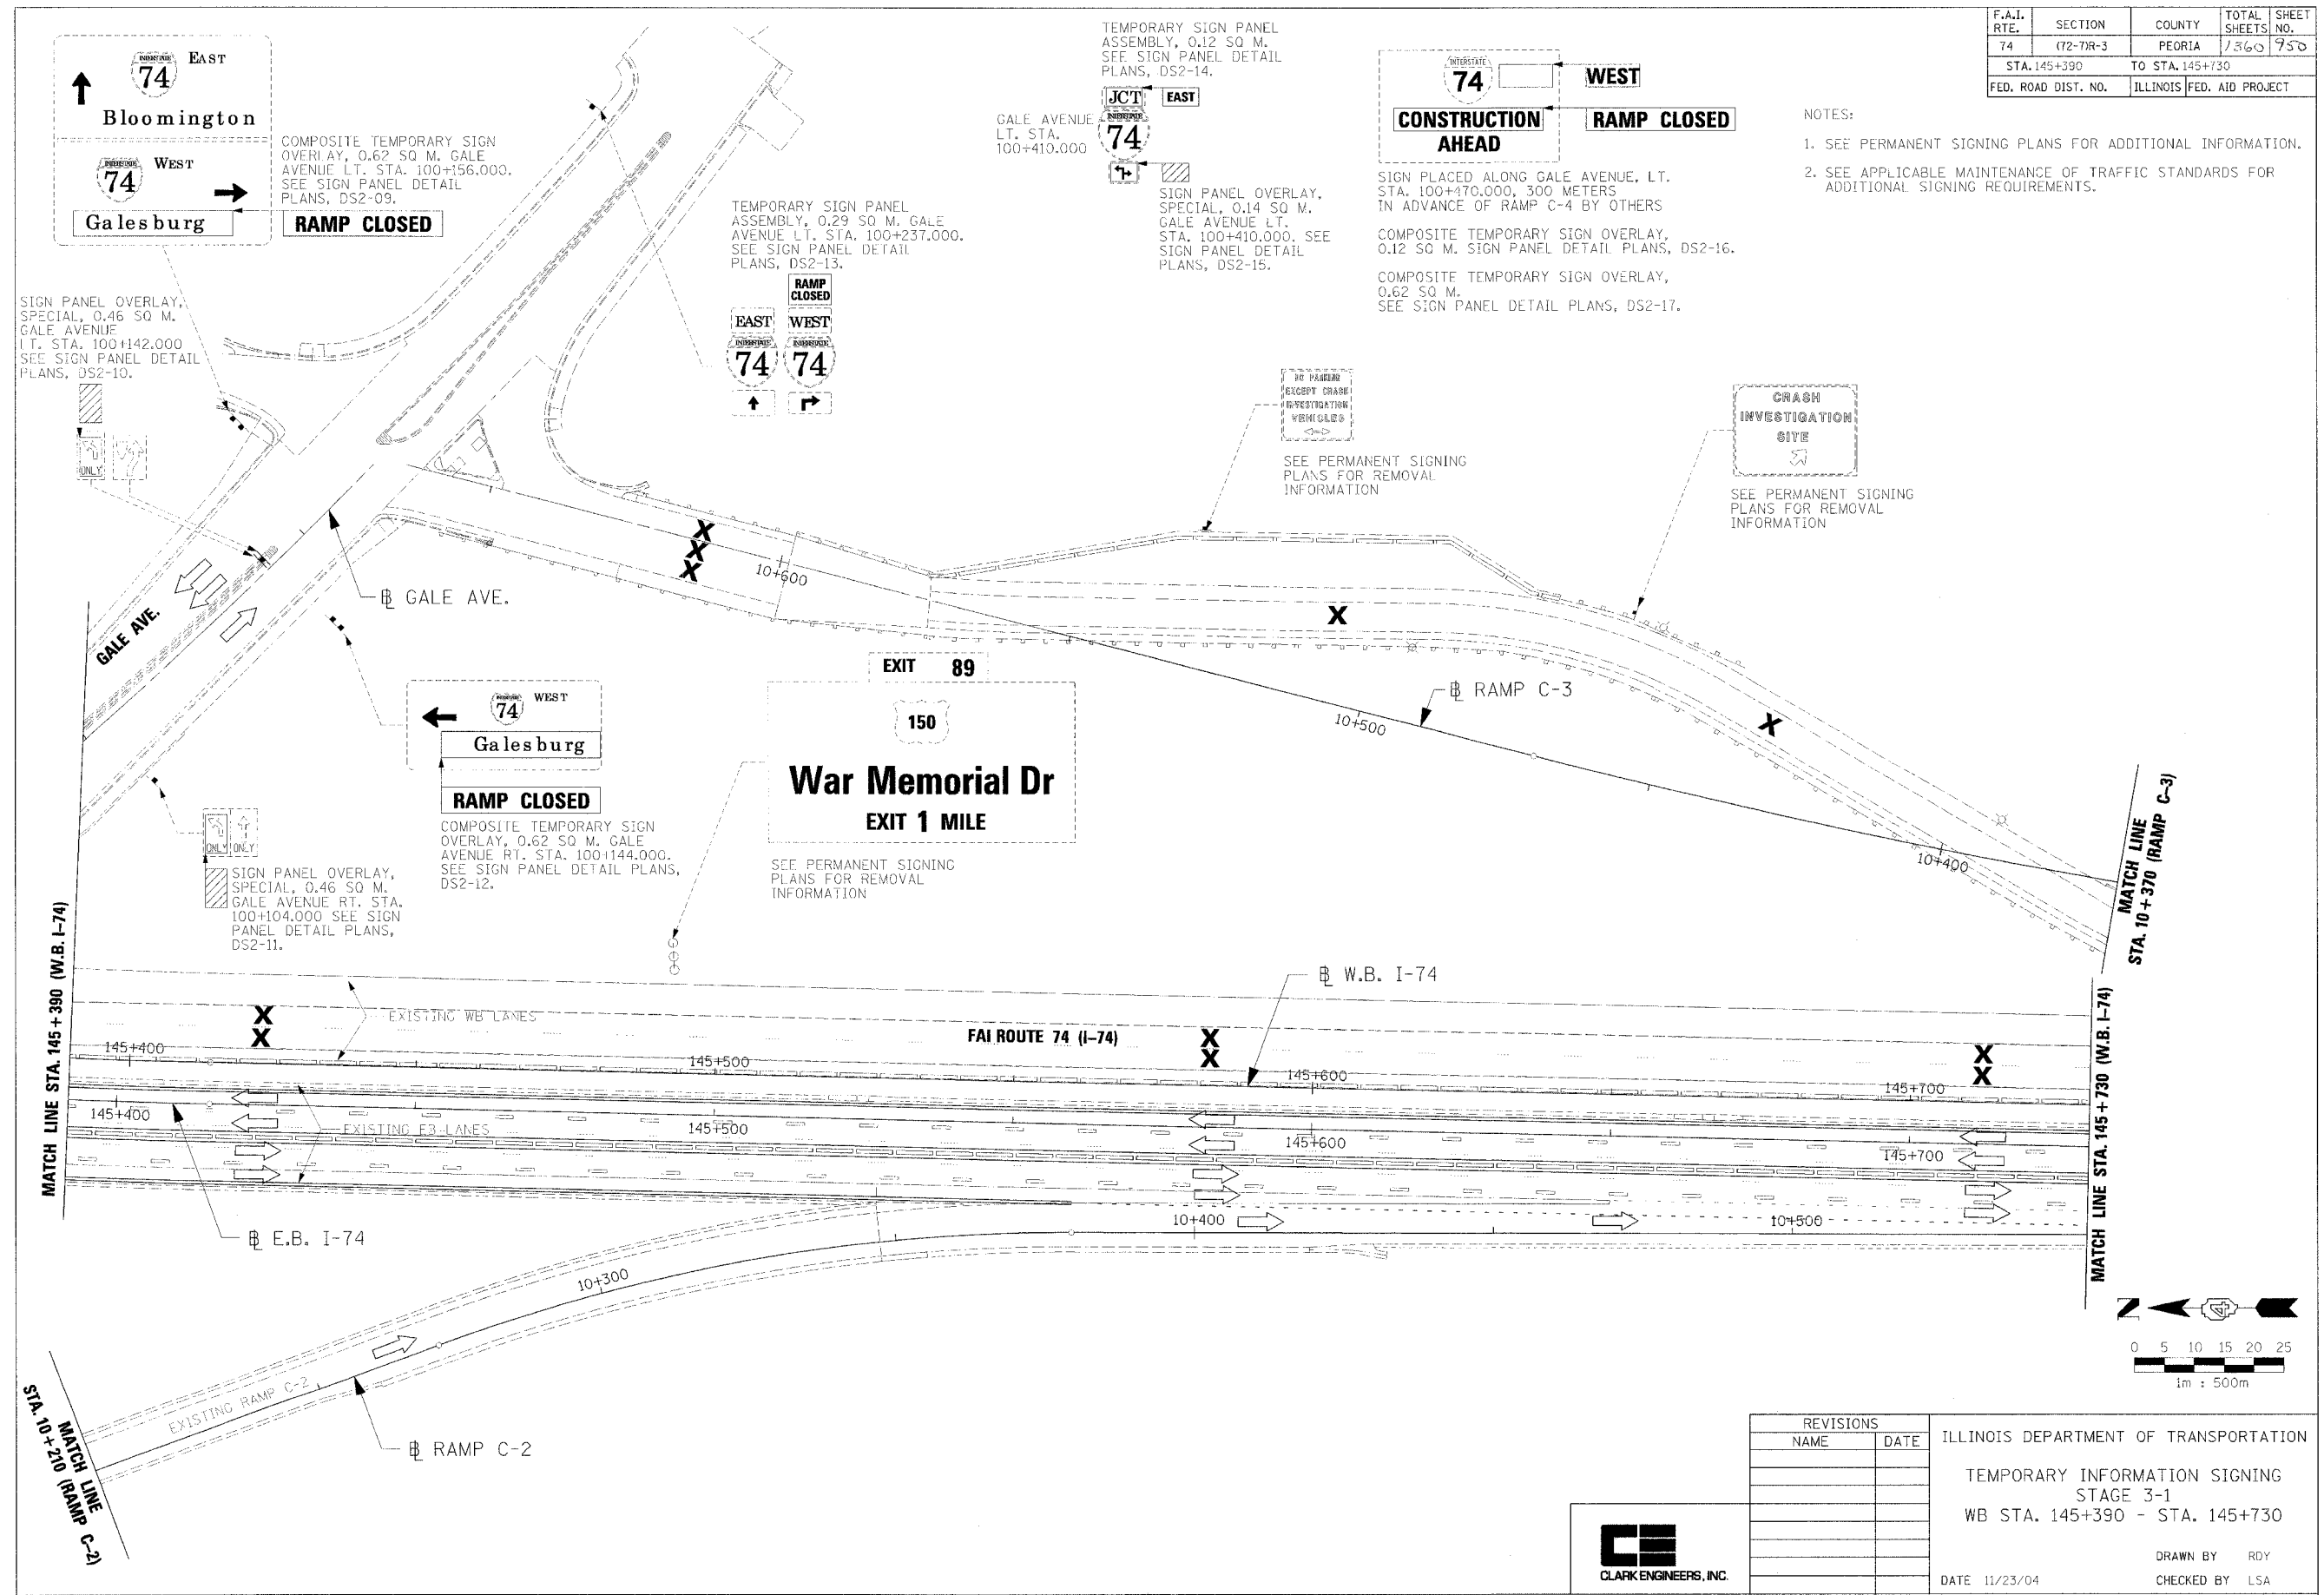 F.A.I. RTE. SECTION COUNTY TOTAL SHEETS SHEET NO.
74 (72-7)R-3 PEORIA 1360 950
STA. 145+390 TO STA. 145+730
FED. ROAD DIST. NO. ILLINOIS FED. AID PROJECT
NOTES:
1. SEE PERMANENT SIGNING PLANS FOR ADDITIONAL INFORMATION.
2. SEE APPLICABLE MAINTENANCE OF TRAFFIC STANDARDS FOR
ADDITIONAL SIGNING REQUIREMENTS.
INTERSTATE
74 EAST
Bloomington
INTERSTATE
74 WEST
Galesburg
RAMP CLOSED
COMPOSITE TEMPORARY SIGN
OVERLAY, 0.62 SQ M. GALE
AVENUE LT. STA. 100+156.000.
SEE SIGN PANEL DETAIL
PLANS, DS2-09.
SIGN PANEL OVERLAY,
SPECIAL, 0.46 SQ M.
GALE AVENUE
LT. STA. 100+142.000
SEE SIGN PANEL DETAIL
PLANS, DS2-10.
ONLY
TEMPORARY SIGN PANEL
ASSEMBLY, 0.29 SQ M. GALE
AVENUE LT. STA. 100+237.000.
SEE SIGN PANEL DETAIL
PLANS, DS2-13.
RAMP
CLOSED
EAST WEST
INTERSTATE INTERSTATE
74 74
TEMPORARY SIGN PANEL
ASSEMBLY, 0.12 SQ M.
SEE SIGN PANEL DETAIL
PLANS, DS2-14.
JCT EAST
INTERSTATE
74
GALE AVENUE
LT. STA.
100+410.000
SIGN PANEL OVERLAY,
SPECIAL, 0.14 SQ M.
GALE AVENUE LT.
STA. 100+410.000. SEE
SIGN PANEL DETAIL
PLANS, DS2-15.
INTERSTATE
74 WEST
CONSTRUCTION RAMP CLOSED
AHEAD
SIGN PLACED ALONG GALE AVENUE, LT.
STA. 100+470.000, 300 METERS
IN ADVANCE OF RAMP C-4 BY OTHERS
COMPOSITE TEMPORARY SIGN OVERLAY,
0.12 SQ M. SIGN PANEL DETAIL PLANS, DS2-16.
COMPOSITE TEMPORARY SIGN OVERLAY,
0.62 SQ M.
SEE SIGN PANEL DETAIL PLANS, DS2-17.
NO PARKING
EXCEPT CRASH
INVESTIGATION
VEHICLES
SEE PERMANENT SIGNING
PLANS FOR REMOVAL
INFORMATION
CRASH
INVESTIGATION
SITE
SEE PERMANENT SIGNING
PLANS FOR REMOVAL
INFORMATION
X
X
X
10+600
X
X
GALE AVE.
B GALE AVE.
B RAMP C-3
10+500
10+400
MATCH LINE
STA. 10+370 (RAMP C-3)
INTERSTATE
74 WEST
Galesburg
RAMP CLOSED
COMPOSITE TEMPORARY SIGN
OVERLAY, 0.62 SQ M. GALE
AVENUE RT. STA. 100+144.000.
SEE SIGN PANEL DETAIL PLANS,
DS2-12.
ONLY ONLY
SIGN PANEL OVERLAY,
SPECIAL, 0.46 SQ M.
GALE AVENUE RT. STA.
100+104.000 SEE SIGN
PANEL DETAIL PLANS,
DS2-11.
EXIT 89
150
War Memorial Dr
EXIT 1 MILE
SEE PERMANENT SIGNING
PLANS FOR REMOVAL
INFORMATION
MATCH LINE STA. 145+390 (W.B. I-74)
B W.B. I-74
EXISTING WB LANES
FAI ROUTE 74 (I-74)
X X X
X X X
145+400 145+500 145+600 145+700
145+400 145+500 145+600 145+700
EXISTING EB LANES
MATCH LINE STA. 145+730 (W.B. I-74)
B E.B. I-74
10+300 10+400 10+500
EXISTING RAMP C-2
B RAMP C-2
MATCH LINE
STA. 10+210 (RAMP C-2)
Z
0 5 10 15 20 25
1m : 500m
REVISIONS
NAME DATE
ILLINOIS DEPARTMENT OF TRANSPORTATION
TEMPORARY INFORMATION SIGNING
STAGE 3-1
WB STA. 145+390 - STA. 145+730
DRAWN BY RDY
DATE 11/23/04 CHECKED BY LSA
CE
CLARK ENGINEERS, INC.